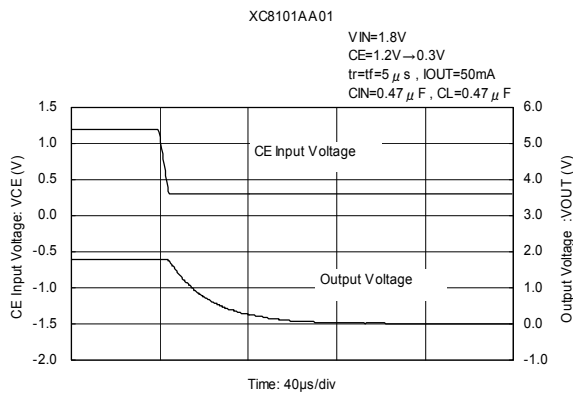 XC8101AA01
VIN=1.8V
CE=1.2V→0.3V
tr=tf=5 μ s , IOUT=50mA
CIN=0.47 μ F , CL=0.47 μ F
1.5
1.0
0.5
0.0
-0.5
-1.0
-1.5
-2.0
CE Input Voltage: VCE (V)
CE Input Voltage
Output Voltage
6.0
5.0
4.0
3.0
2.0
1.0
0.0
-1.0
Output Voltage :VOUT (V)
Time: 40μs/div